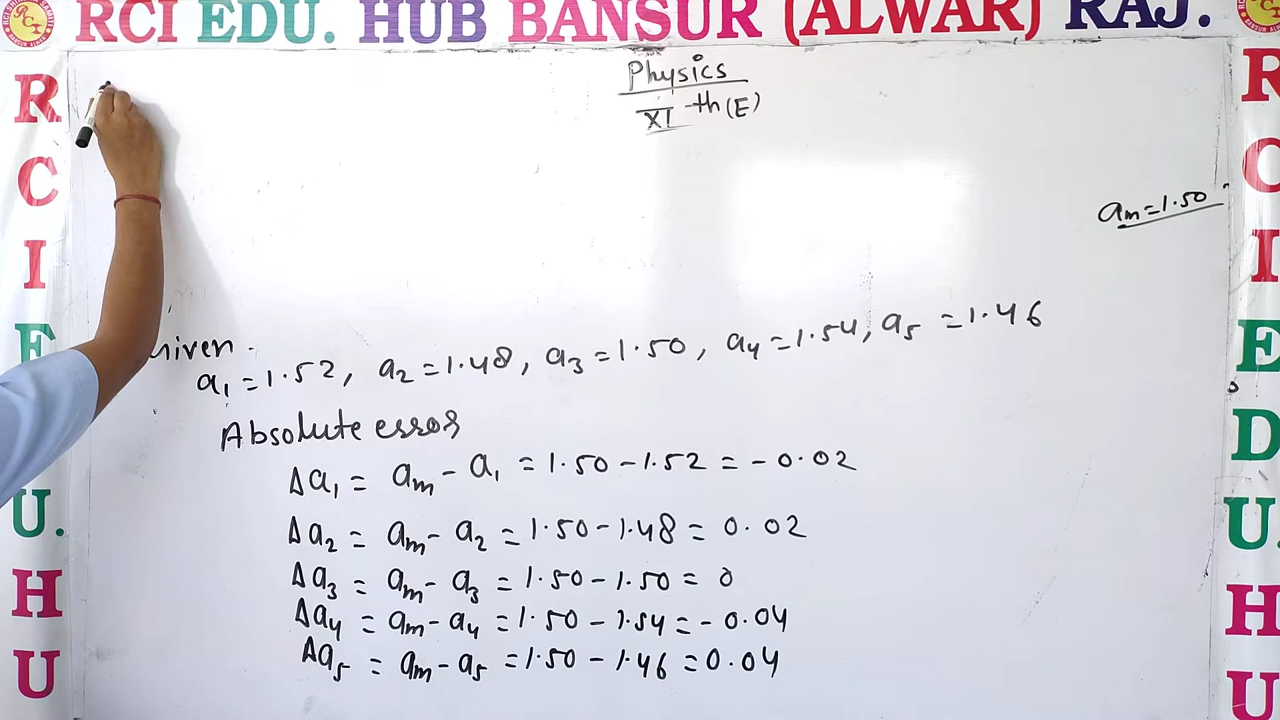 RCI EDU. HUB BANSUR (ALWAR) RAJ.
Physics
XI-th (E)
am = 1.50
Given.
a1 = 1.52, a2 = 1.48, a3 = 1.50, a4 = 1.54, a5 = 1.46
Absolute error
Δa1 = am - a1 = 1.50 - 1.52 = - 0.02
Δa2 = am - a2 = 1.50 - 1.48 = 0.02
Δa3 = am - a3 = 1.50 - 1.50 = 0
Δa4 = am - a4 = 1.50 - 1.54 = - 0.04
Δa5 = am - a5 = 1.50 - 1.46 = 0.04
R
C
I
E
U.
H
U
R
C
I
E
D
U.
H
U